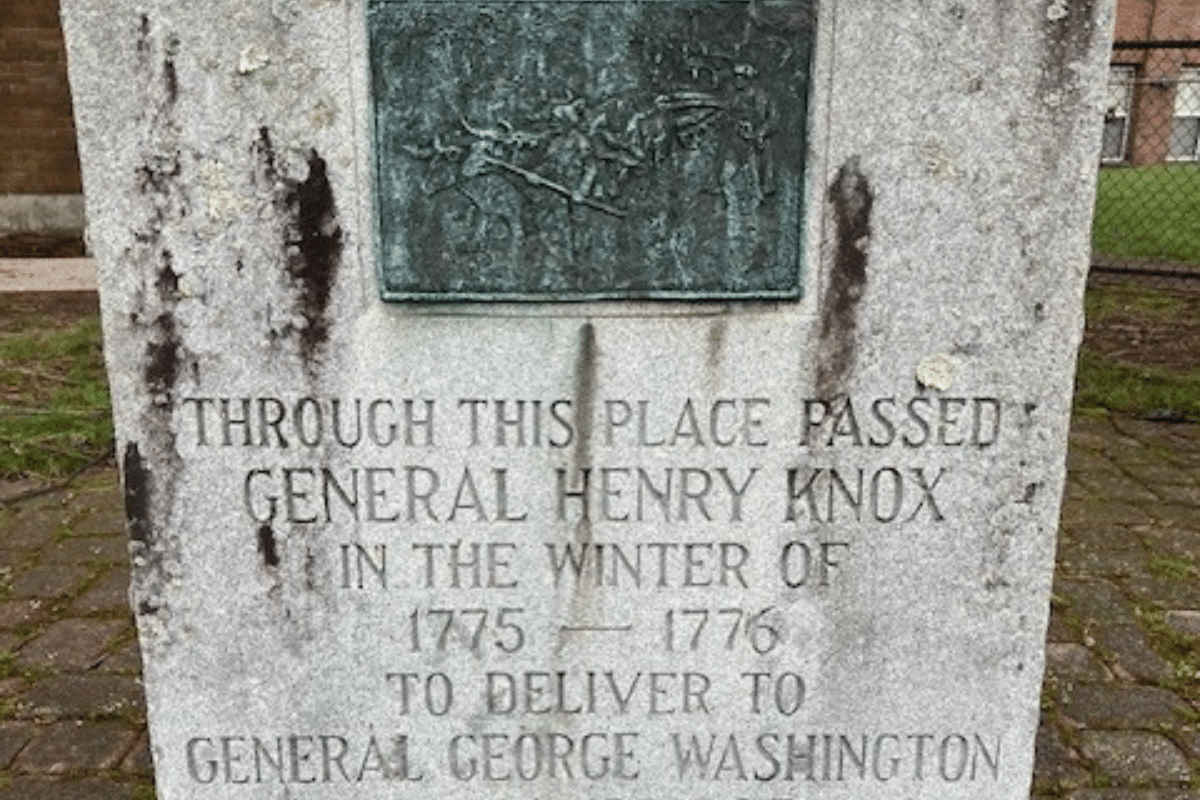 THROUGH THIS PLACE PASSED
GENERAL HENRY KNOX
IN THE WINTER OF
1775 — 1776
TO DELIVER TO
GENERAL GEORGE WASHINGTON